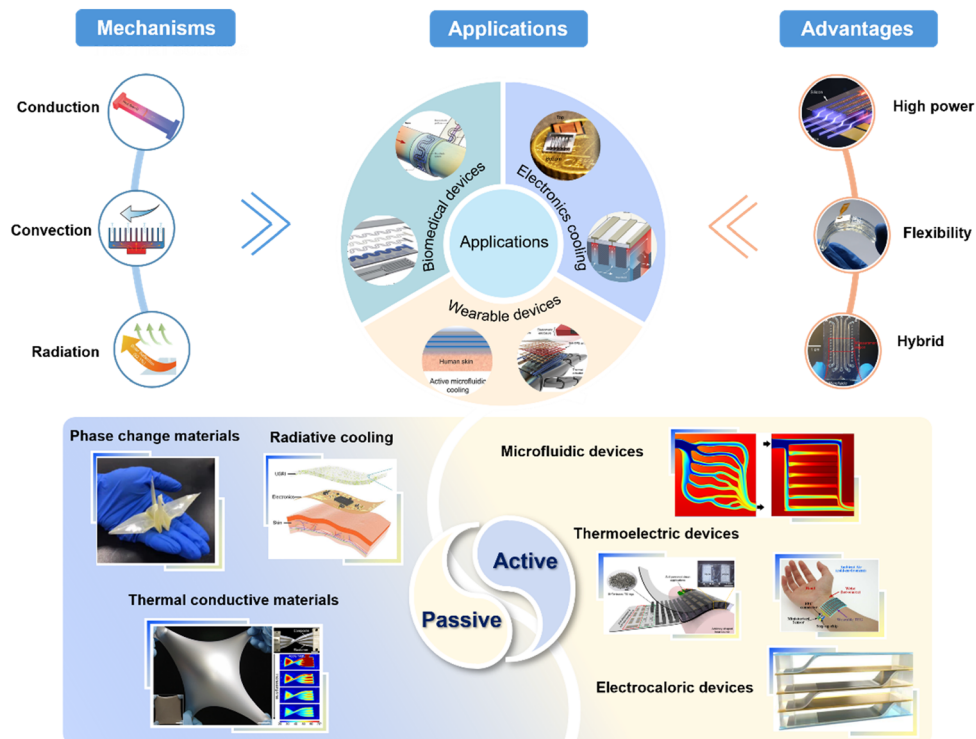 Mechanisms
Applications
Advantages
Conduction
Convection
Radiation
Biomedical devices
Electronics cooling
Applications
Wearable devices
Human skin
Active microfluidic
cooling
High power
Flexibility
Hybrid
Phase change materials
Radiative cooling
Electronics
Skin
Thermal conductive materials
Passive
Active
Microfluidic devices
Thermoelectric devices
Electrocaloric devices